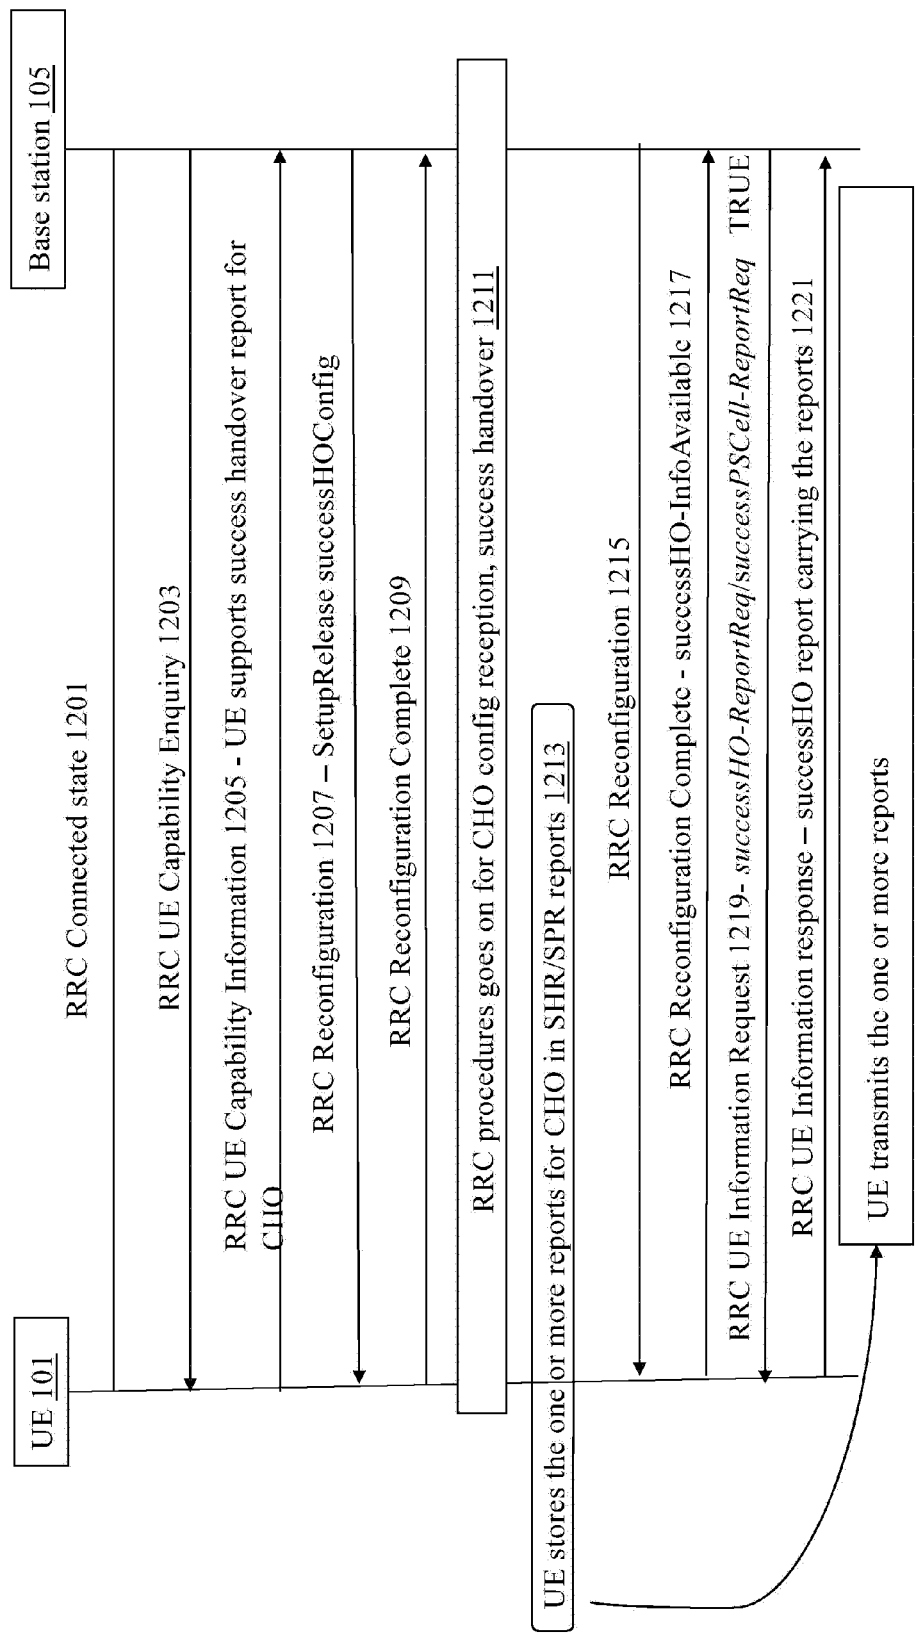 UE 101
Base station 105
RRC Connected state 1201
RRC UE Capability Enquiry 1203
RRC UE Capability Information 1205 - UE supports success handover report for
CHO
RRC Reconfiguration 1207 – SetupRelease successHOConfig
RRC Reconfiguration Complete 1209
RRC procedures goes on for CHO config reception, success handover 1211
UE stores the one or more reports for CHO in SHR/SPR reports 1213
RRC Reconfiguration 1215
RRC Reconfiguration Complete - successHO-InfoAvailable 1217
RRC UE Information Request 1219- successHO-ReportReq/successPSCell-ReportReq TRUE
RRC UE Information response – successHO report carrying the reports 1221
UE transmits the one or more reports